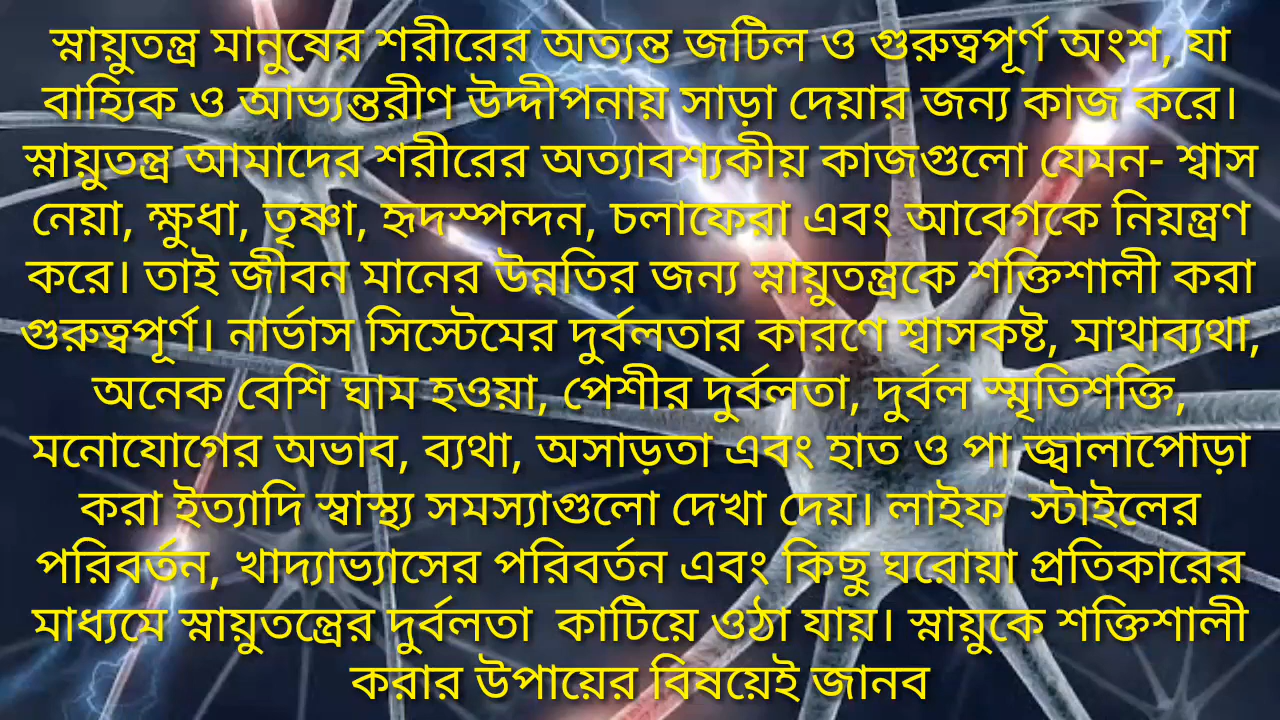 স্নায়ুতন্ত্র মানুষের শরীরের অত্যন্ত জটিল ও গুরুত্বপূর্ণ অংশ, যা
বাহ্যিক ও আভ্যন্তরীণ উদ্দীপনায় সাড়া দেয়ার জন্য কাজ করে।
স্নায়ুতন্ত্র আমাদের শরীরের অত্যাবশ্যকীয় কাজগুলো যেমন- শ্বাস
নেয়া, ক্ষুধা, তৃষ্ণা, হৃদস্পন্দন, চলাফেরা এবং আবেগকে নিয়ন্ত্রণ
করে। তাই জীবন মানের উন্নতির জন্য স্নায়ুতন্ত্রকে শক্তিশালী করা
গুরুত্বপূর্ণ। নার্ভাস সিস্টেমের দুর্বলতার কারণে শ্বাসকষ্ট, মাথাব্যথা,
অনেক বেশি ঘাম হওয়া, পেশীর দুর্বলতা, দুর্বল স্মৃতিশক্তি,
মনোযোগের অভাব, ব্যথা, অসাড়তা এবং হাত ও পা জ্বালাপোড়া
করা ইত্যাদি স্বাস্থ্য সমস্যাগুলো দেখা দেয়। লাইফ  স্টাইলের
পরিবর্তন, খাদ্যাভ্যাসের পরিবর্তন এবং কিছু ঘরোয়া প্রতিকারের
মাধ্যমে স্নায়ুতন্ত্রের দুর্বলতা  কাটিয়ে ওঠা যায়। স্নায়ুকে শক্তিশালী
করার উপায়ের বিষয়েই জানব